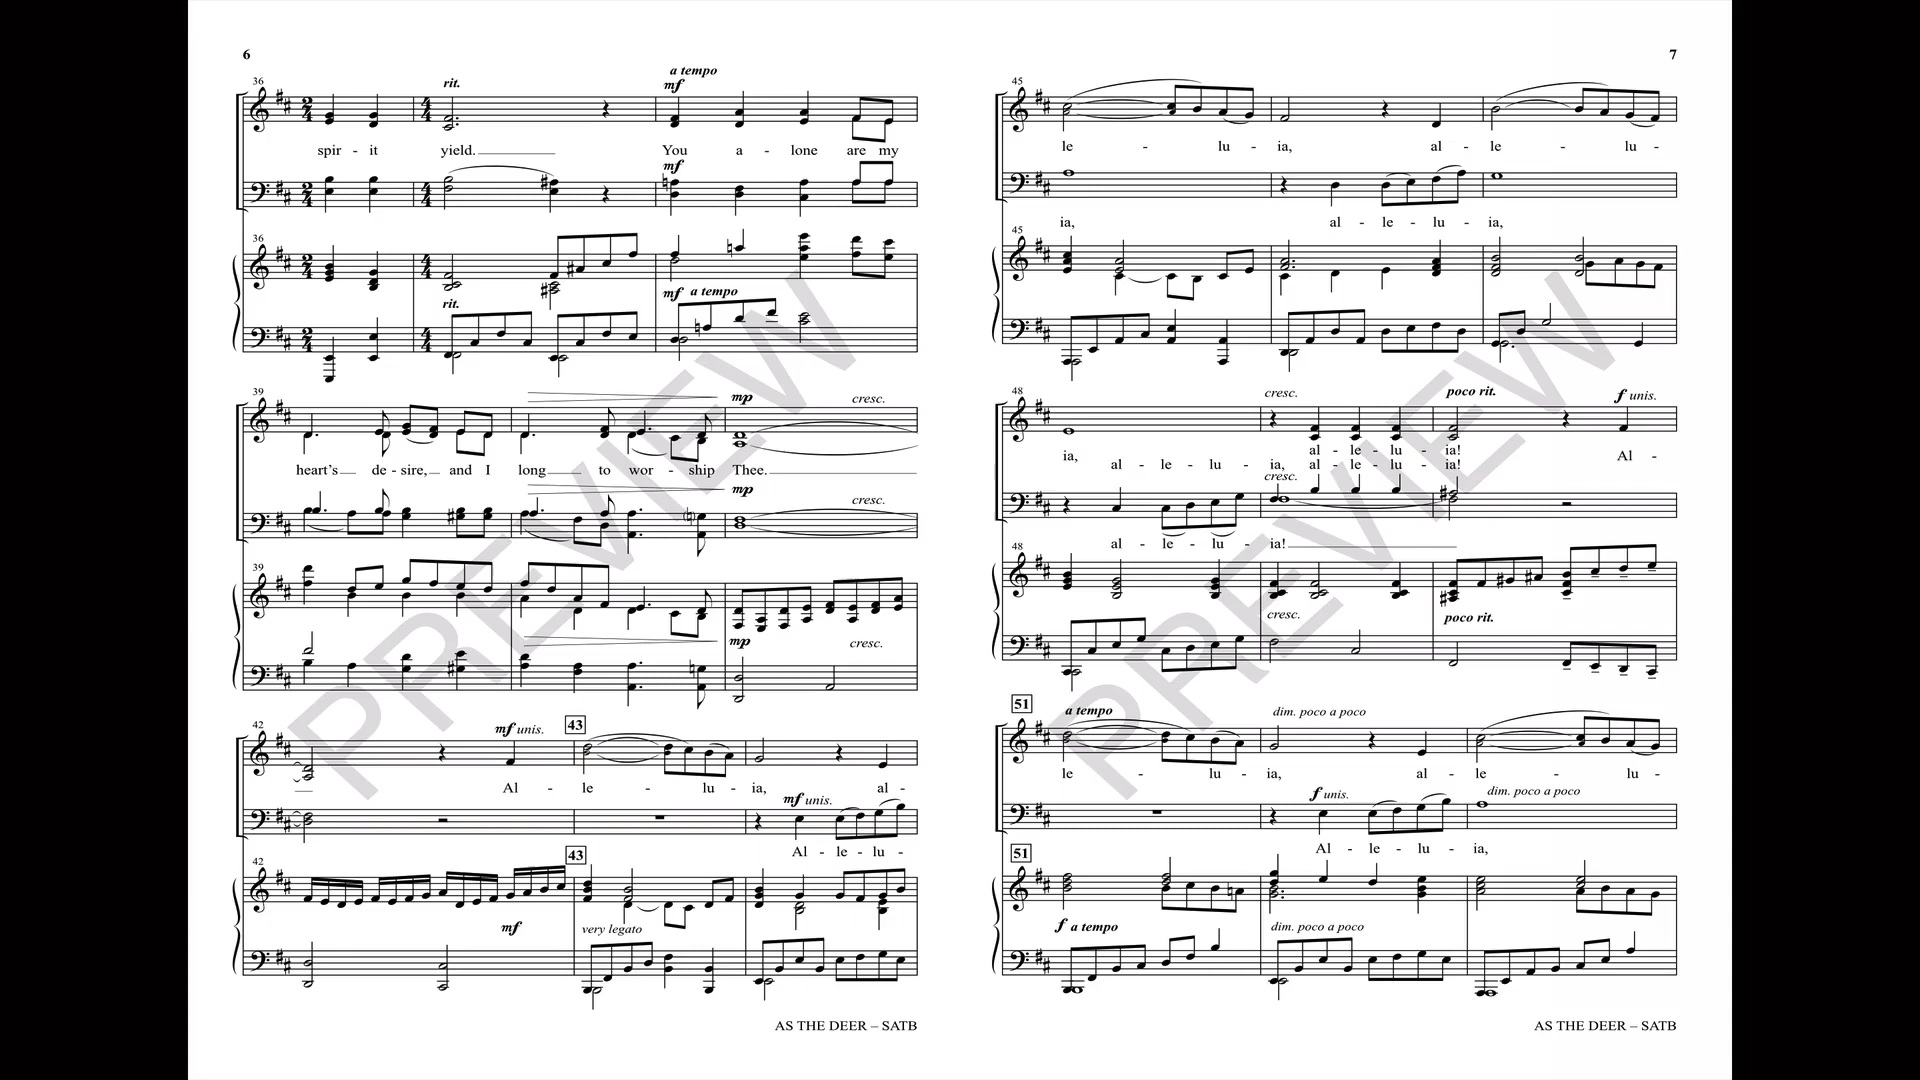 6
36
rit.
a tempo
mf
spir - it yield. You a - lone are my
mf
36
rit.
mf a tempo
39
mp
cresc.
heart's de - sire, and I long to wor - ship Thee.
mp
cresc.
39
mp
cresc.
42
mf unis.
43
Al - le - lu - ia, al -
mf unis.
Al - le - lu -
42
43
mf
very legato
AS THE DEER – SATB
7
45
le - lu - ia, al - le - lu -
ia, al - le - lu - ia,
45
48
cresc.
poco rit.
f unis.
al - le - lu - ia!
ia, Al -
al - le - lu - ia, al - le - lu - ia!
cresc.
al - le - lu - ia!
48
cresc.
poco rit.
51
a tempo
dim. poco a poco
le - lu - ia, al - le - lu -
f unis.
dim. poco a poco
Al - le - lu - ia,
51
f a tempo
dim. poco a poco
AS THE DEER – SATB
PREVIEW
PREVIEW